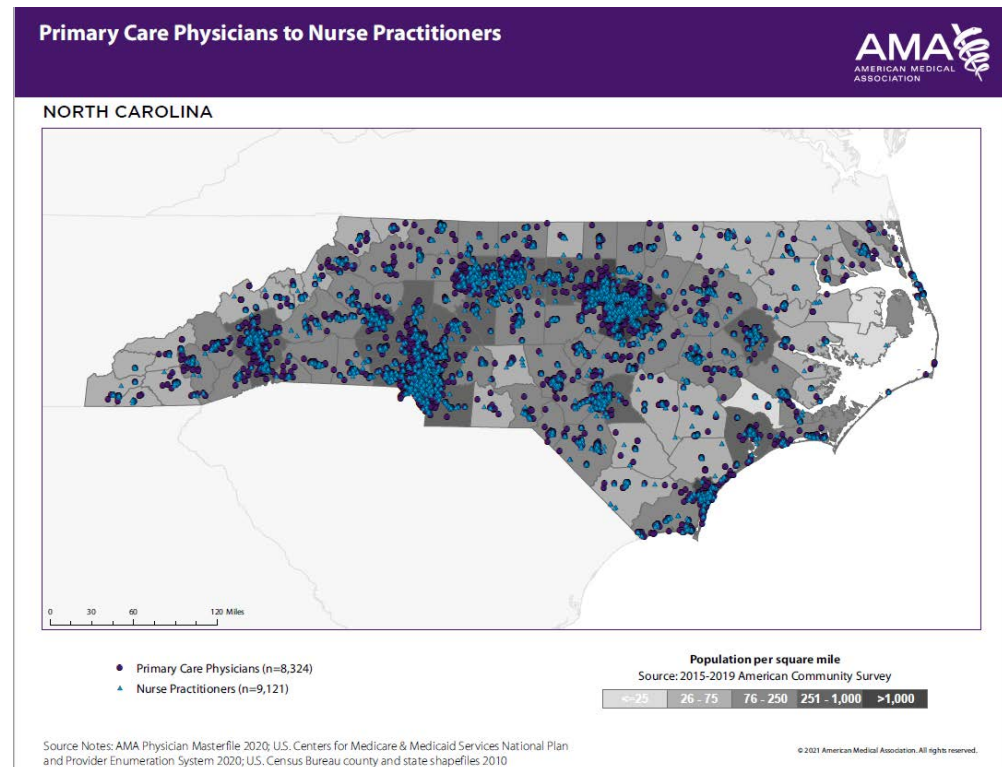 Primary Care Physicians to Nurse Practitioners
AMA
AMERICAN MEDICAL
ASSOCIATION
NORTH CAROLINA
0 30 60 120 Miles
Primary Care Physicians (n=8,324)
Nurse Practitioners (n=9,121)
Population per square mile
Source: 2015-2019 American Community Survey
<=25 26 - 75 76 - 250 251 - 1,000 >1,000
Source Notes: AMA Physician Masterfile 2020; U.S. Centers for Medicare & Medicaid Services National Plan
and Provider Enumeration System 2020; U.S. Census Bureau county and state shapefiles 2010
© 2021 American Medical Association. All rights reserved.